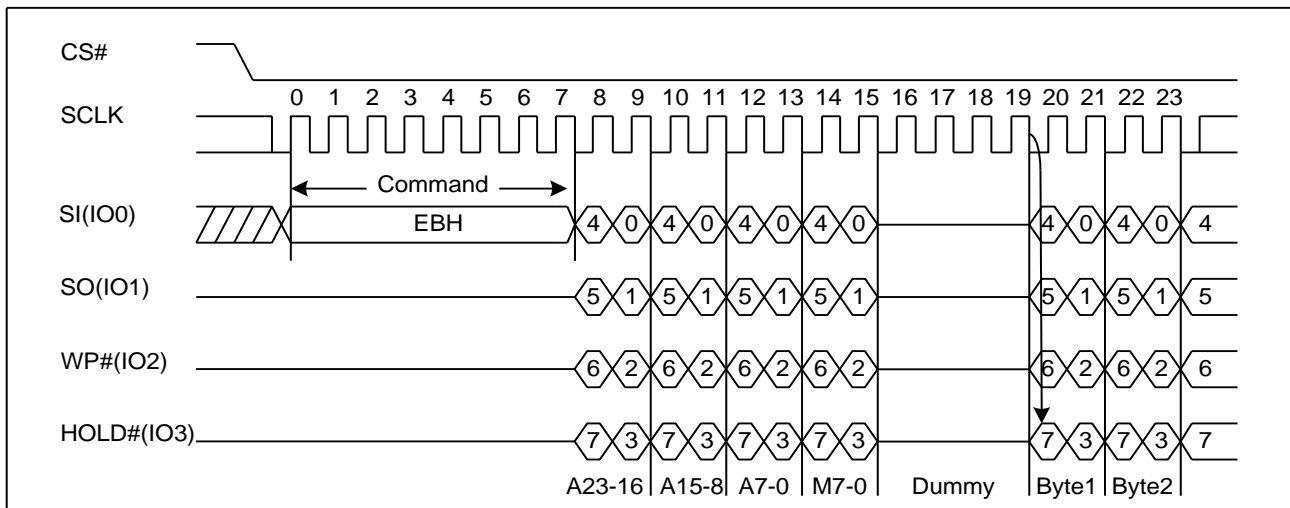 CS#
0 1 2 3 4 5 6 7 8 9 10 11 12 13 14 15 16 17 18 19 20 21 22 23
SCLK
Command
SI(IO0) EBH 4 0 4 0 4 0 4 0 4 0 4 0 4
SO(IO1) 5 1 5 1 5 1 5 1 5 1 5 1 5
WP#(IO2) 6 2 6 2 6 2 6 2 6 2 6 2 6
HOLD#(IO3) 7 3 7 3 7 3 7 3 7 3 7 3 7
A23-16 A15-8 A7-0 M7-0 Dummy Byte1 Byte2